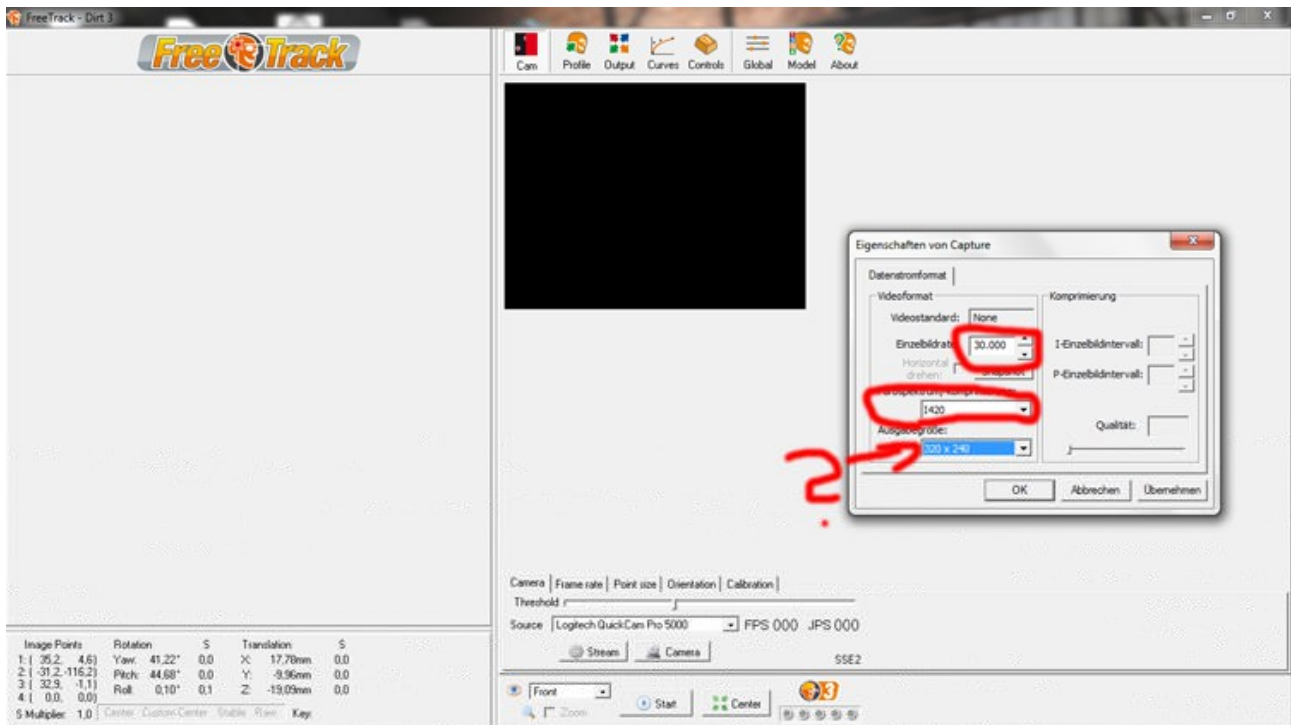 FreeTrack - Dirt 3
FreeTrack
Cam Profile Output Curves Controls Global Model About
Eigenschaften von Capture
Datenstromformat
Videoformat
Videostandard: None
Einzelbildrate 30.000
Horizontal drehen:
Komprimierung
I-Einzelbildintervall:
P-Einzelbildintervall:
I420
Ausgabegröße:
320 x 240
Qualität:
?
OK Abbrechen Übernehmen
Camera Frame rate Point size Orientation Calibration
Threshold
Source Logitech QuickCam Pro 5000 FPS 000 JPS 000
Stream Camera
SSE2
Front
Zoom
Start
Center
Image Points Rotation S Translation S
1: ( 35,2, 4,6) Yaw: 41,22° 0,0 X: 17,78mm 0,0
2: ( -31,2,-116,2) Pitch: 44,68° 0,0 Y: -9,96mm 0,0
3: ( 32,9, -1,1) Roll: 0,10° 0,1 Z: -19,09mm 0,0
4: ( 0,0, 0,0)
S Multiplier: 1,0 Center Custom Center Stable Raw Key: